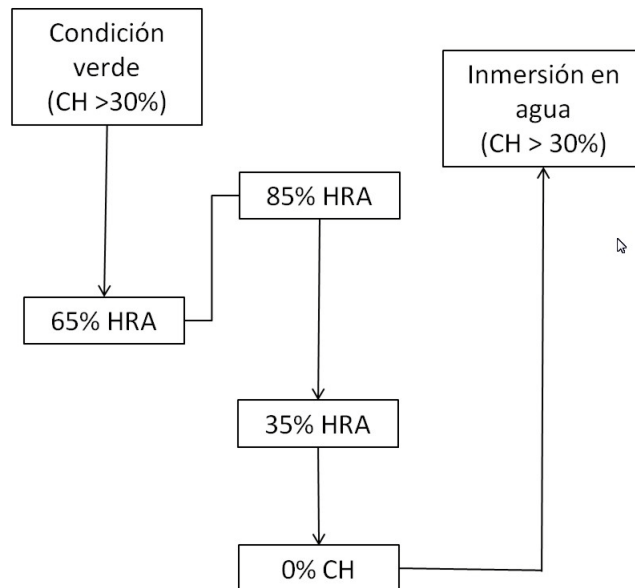 Condición
verde
(CH >30%)
Inmersión en
agua
(CH > 30%)
85% HRA
65% HRA
35% HRA
0% CH